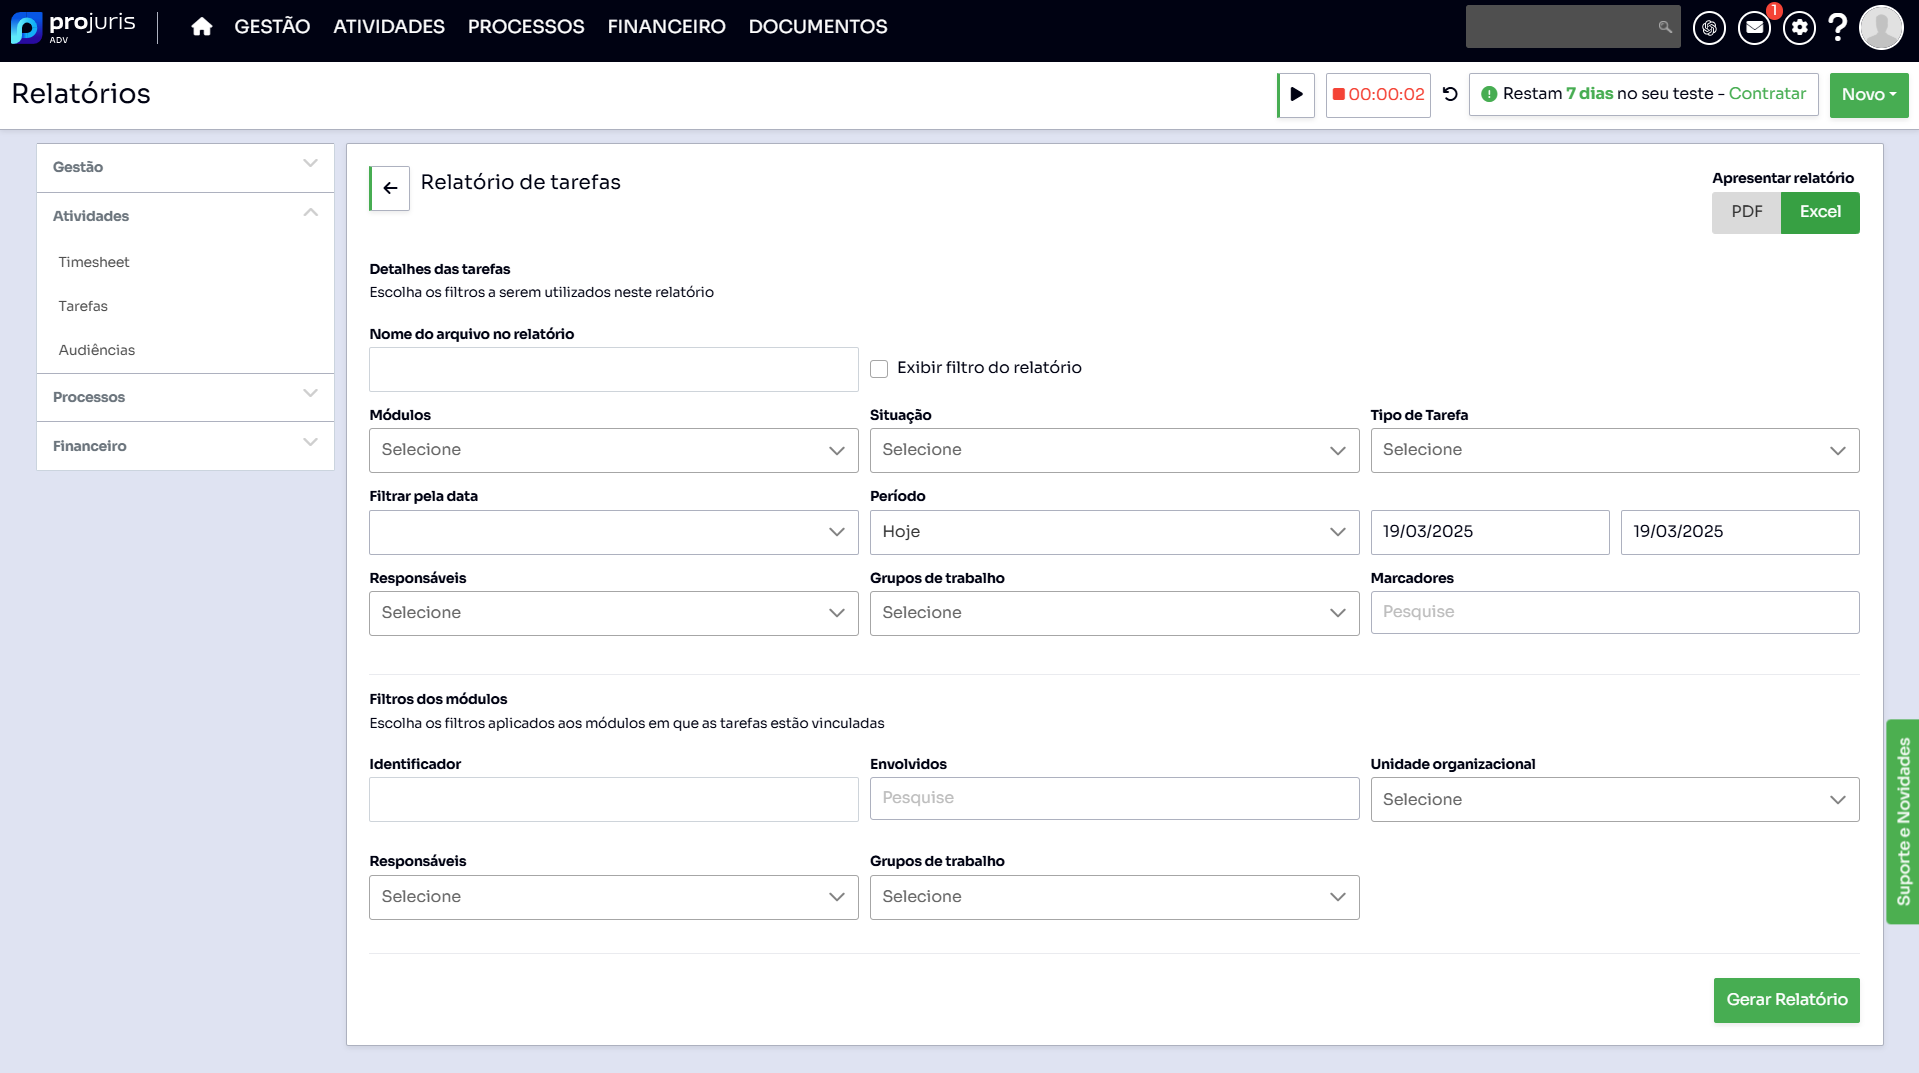 projuris
ADV
GESTÃO ATIVIDADES PROCESSOS FINANCEIRO DOCUMENTOS
1
?
Relatórios
00:00:02
Restam 7 dias no seu teste - Contratar
Novo
Gestão
Atividades
Timesheet
Tarefas
Audiências
Processos
Financeiro
Relatório de tarefas
Apresentar relatório
PDF Excel
Detalhes das tarefas
Escolha os filtros a serem utilizados neste relatório
Nome do arquivo no relatório
Exibir filtro do relatório
Módulos Situação Tipo de Tarefa
Selecione Selecione Selecione
Filtrar pela data Período
Hoje 19/03/2025 19/03/2025
Responsáveis Grupos de trabalho Marcadores
Selecione Selecione Pesquise
Filtros dos módulos
Escolha os filtros aplicados aos módulos em que as tarefas estão vinculadas
Identificador Envolvidos Unidade organizacional
Pesquise Selecione
Responsáveis Grupos de trabalho
Selecione Selecione
Gerar Relatório
Suporte e Novidades